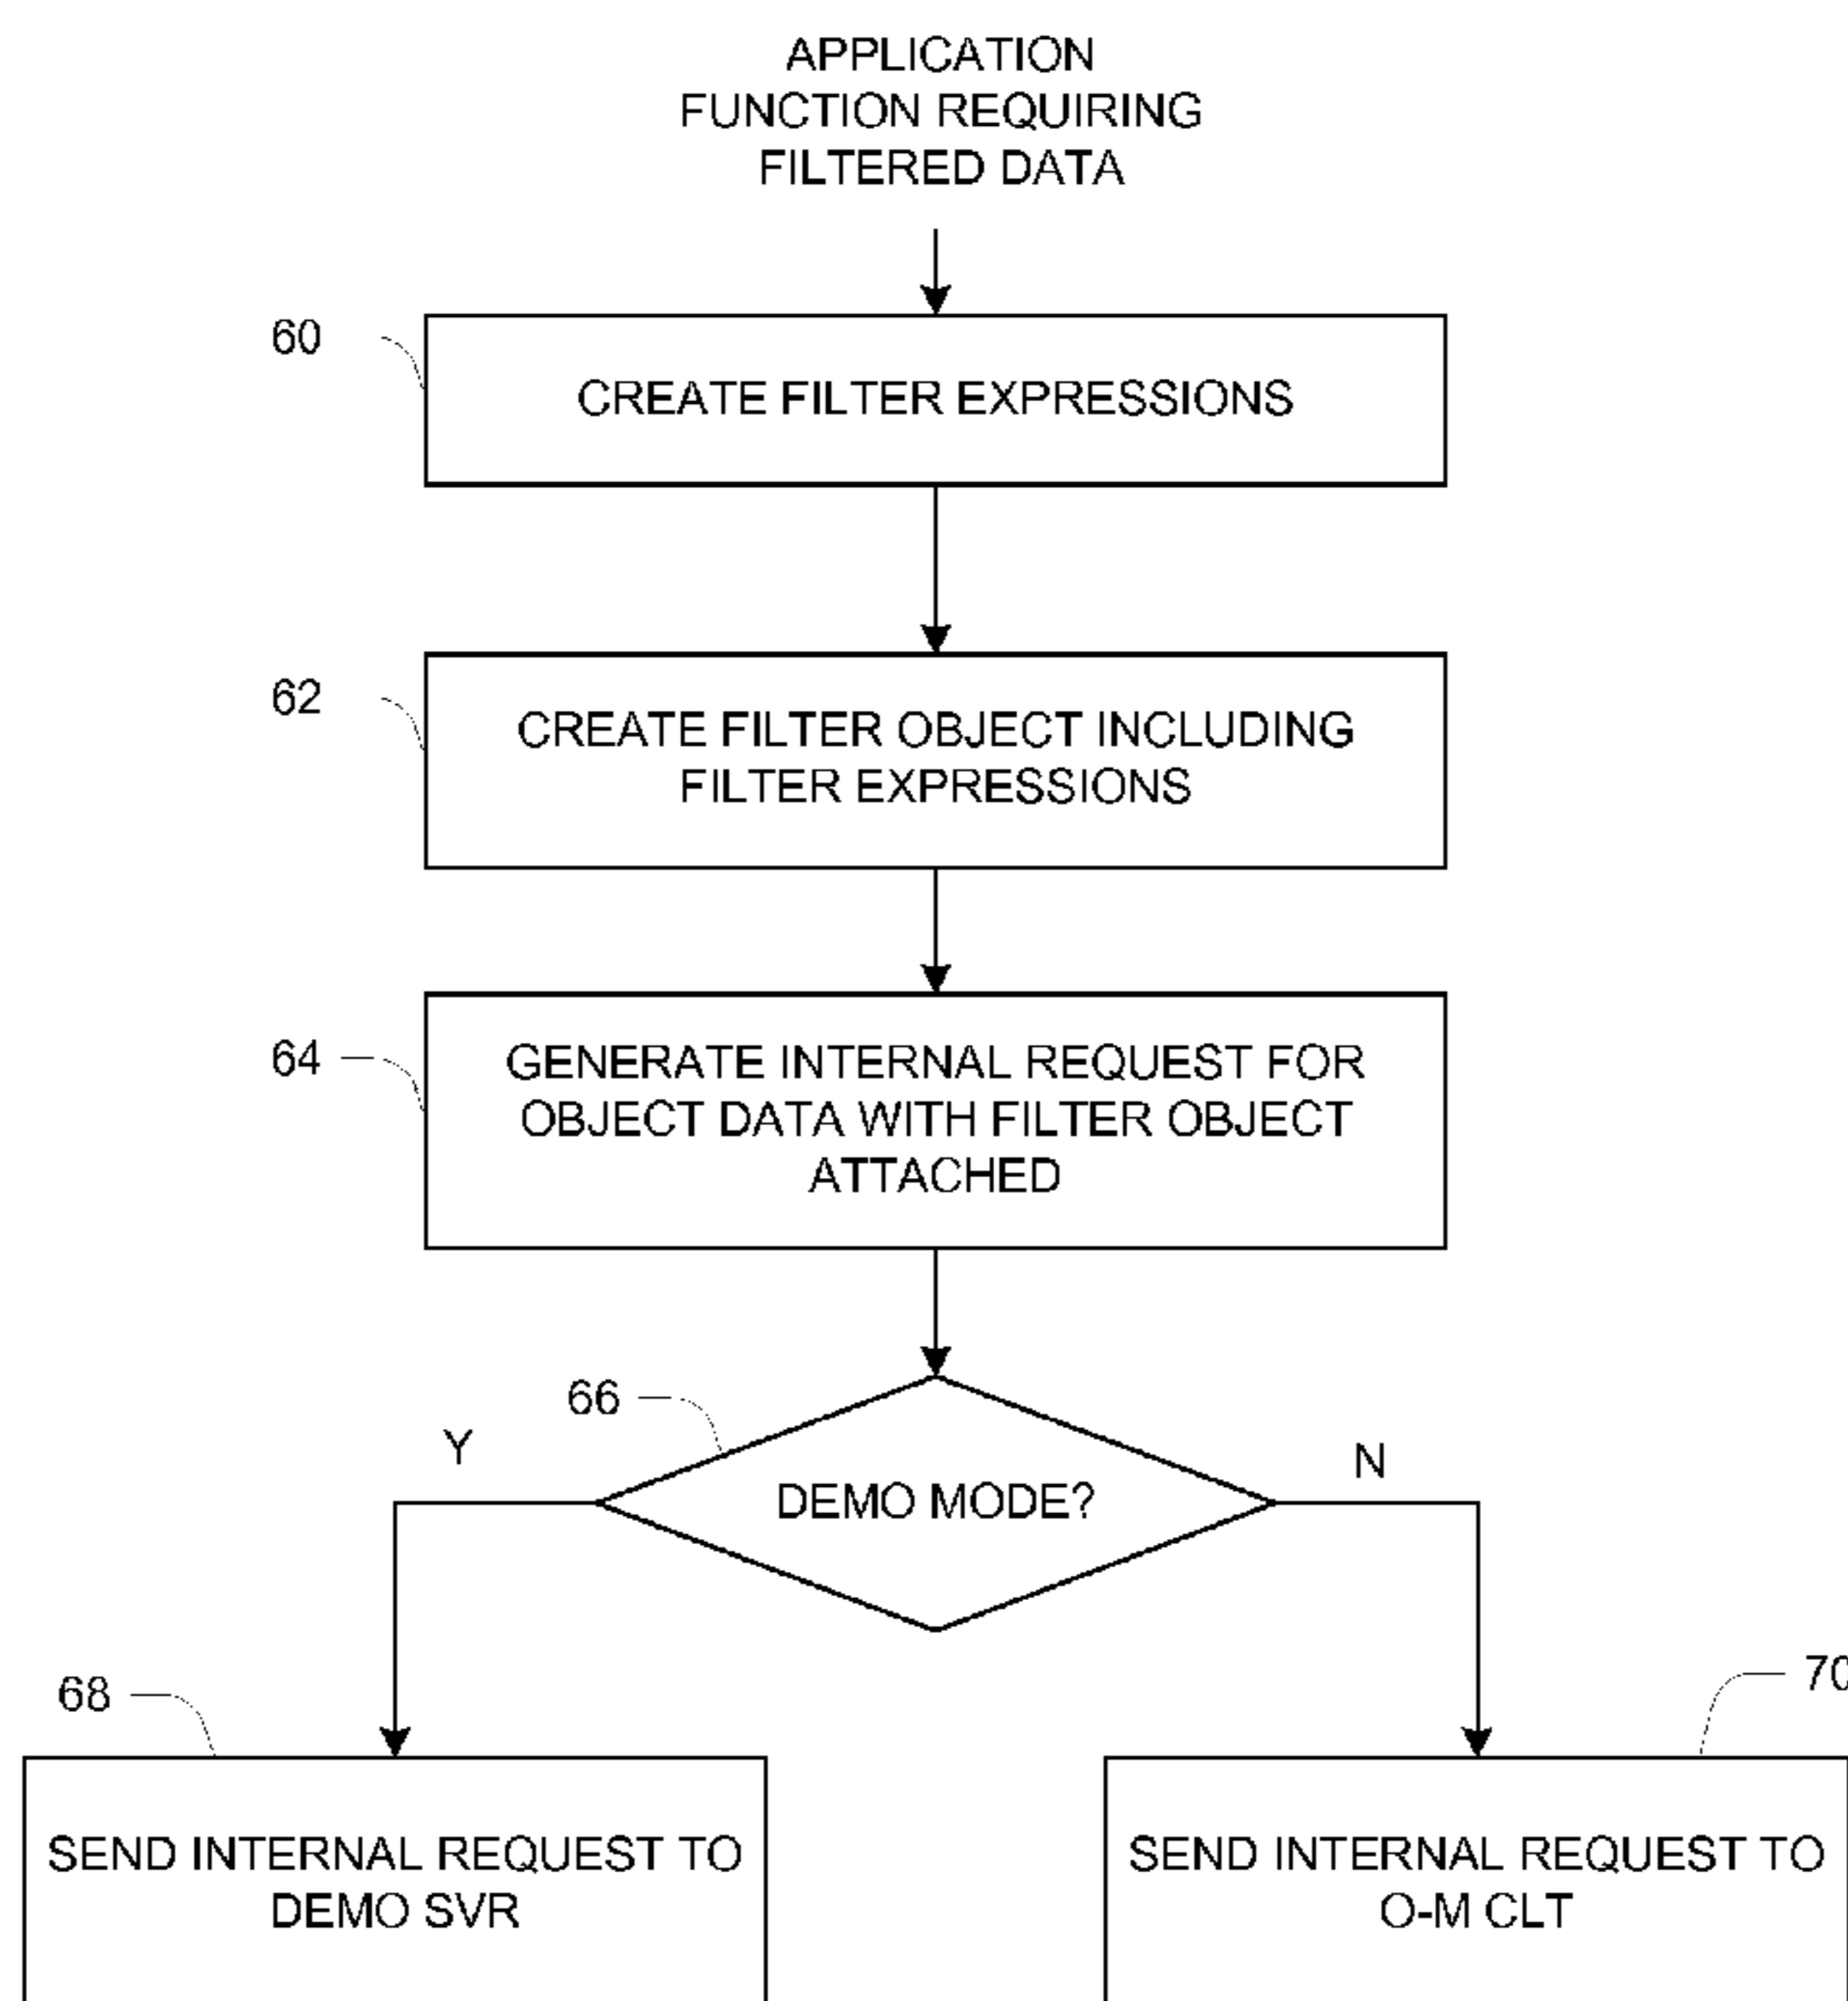 APPLICATION
FUNCTION REQUIRING
FILTERED DATA
60
CREATE FILTER EXPRESSIONS
62
CREATE FILTER OBJECT INCLUDING
FILTER EXPRESSIONS
64
GENERATE INTERNAL REQUEST FOR
OBJECT DATA WITH FILTER OBJECT
ATTACHED
66
Y
N
DEMO MODE?
68
70
SEND INTERNAL REQUEST TO
DEMO SVR
SEND INTERNAL REQUEST TO
O-M CLT